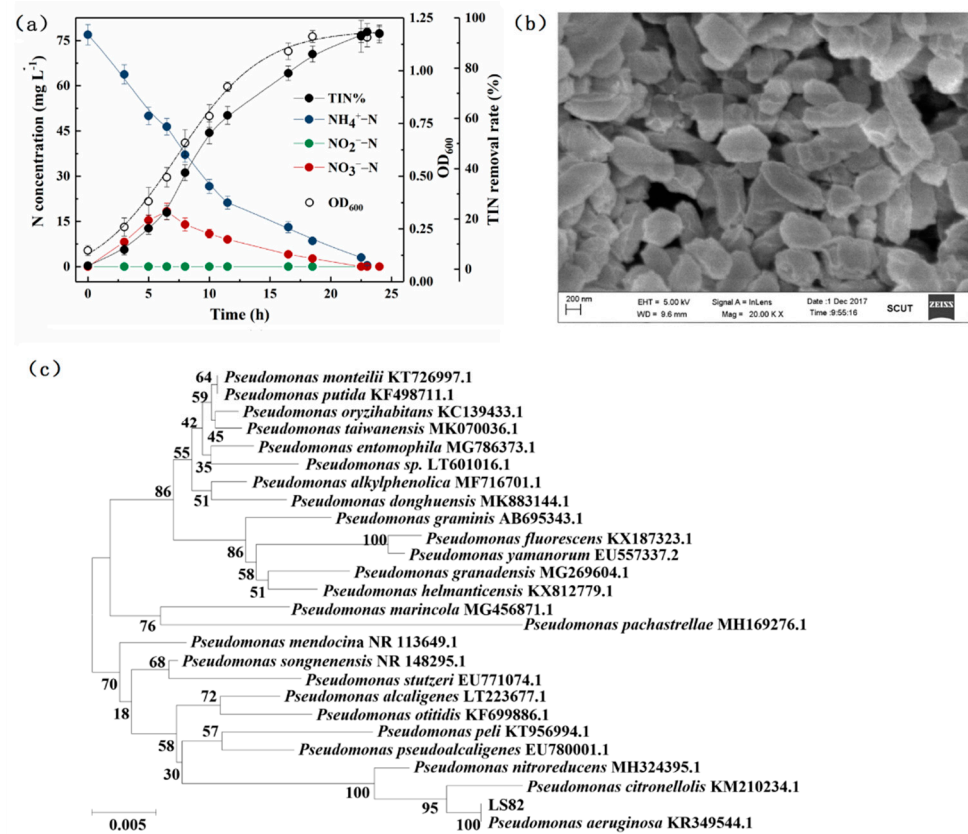 (a)
N concentration (mg L⁻¹)
75
60
45
30
15
0
0
5
10
15
20
25
Time (h)
TIN%
NH₄⁺−N
NO₂⁻−N
NO₃⁻−N
OD₆₀₀
1.25
1.00
0.75
0.50
0.25
0.00
OD₆₀₀
100
80
60
40
20
0
TIN removal rate (%)
(b)
200 nm
EHT = 5.00 kV
Signal A = InLens
Date :1 Dec 2017
WD = 9.6 mm
Mag = 20.00 K X
Time :9:55:16
SCUT
ZEISS
(c)
64
Pseudomonas monteilii KT726997.1
59
Pseudomonas putida KF498711.1
Pseudomonas oryzihabitans KC139433.1
42
45
Pseudomonas taiwanensis MK070036.1
55
Pseudomonas entomophila MG786373.1
35
Pseudomonas sp. LT601016.1
86
Pseudomonas alkylphenolica MF716701.1
51
Pseudomonas donghuensis MK883144.1
Pseudomonas graminis AB695343.1
86
100
Pseudomonas fluorescens KX187323.1
Pseudomonas yamanorum EU557337.2
58
Pseudomonas granadensis MG269604.1
51
Pseudomonas helmanticensis KX812779.1
Pseudomonas marincola MG456871.1
76
Pseudomonas pachastrellae MH169276.1
Pseudomonas mendocina NR 113649.1
70
68
Pseudomonas songnenensis NR 148295.1
Pseudomonas stutzeri EU771074.1
18
72
Pseudomonas alcaligenes LT223677.1
Pseudomonas otitidis KF699886.1
58
57
Pseudomonas peli KT956994.1
Pseudomonas pseudoalcaligenes EU780001.1
30
Pseudomonas nitroreducens MH324395.1
100
Pseudomonas citronellolis KM210234.1
95
LS82
100
Pseudomonas aeruginosa KR349544.1
0.005